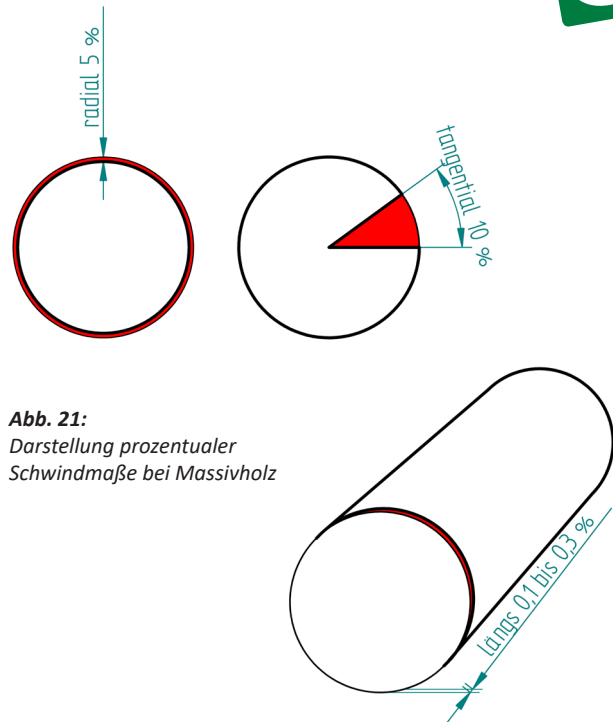 radial 5 %
tangential 10 %
Abb. 21:
Darstellung prozentualer
Schwindmaße bei Massivholz
längs 0,1 bis 0,3 %